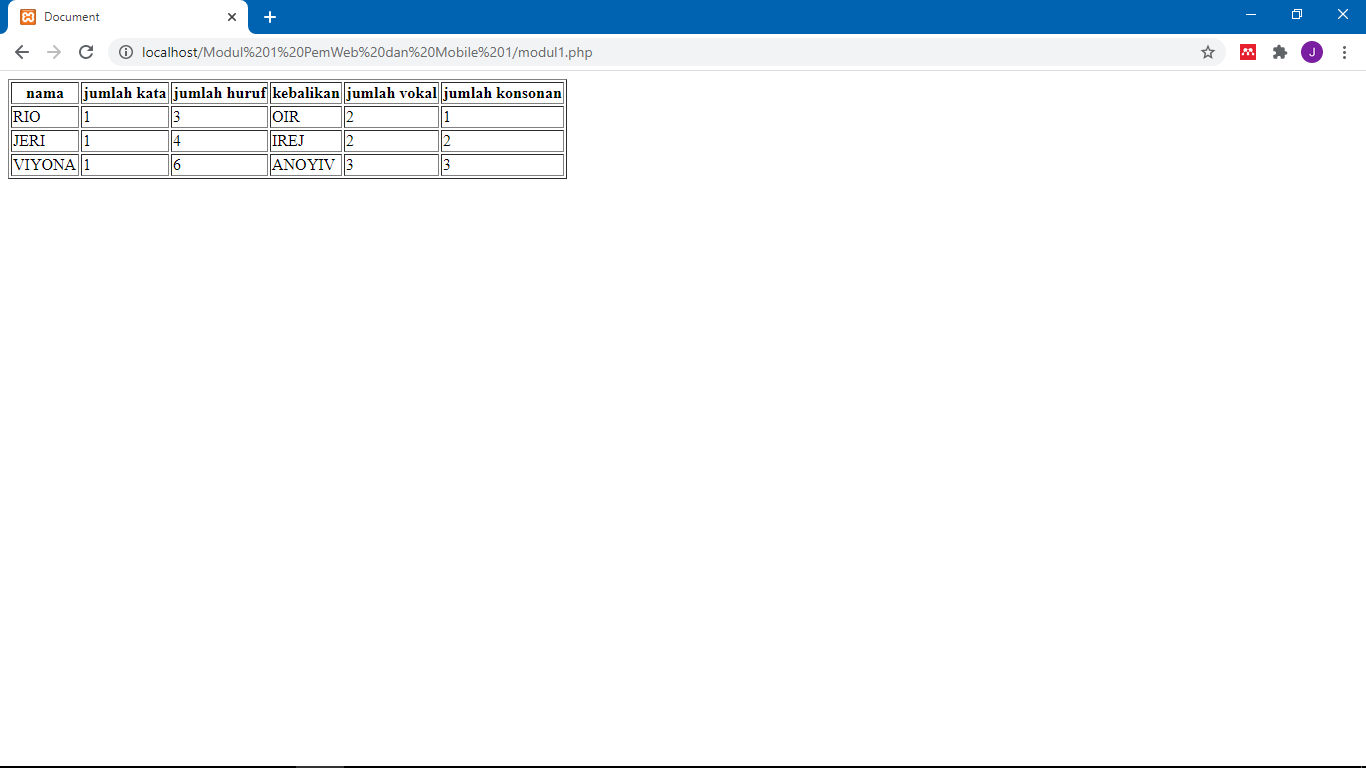 Document
localhost/Modul%201%20PemWeb%20dan%20Mobile%201/modul1.php
J
nama jumlah kata jumlah huruf kebalikan jumlah vokal jumlah konsonan
RIO 1 3 OIR 2 1
JERI 1 4 IREJ 2 2
VIYONA 1 6 ANOYIV 3 3